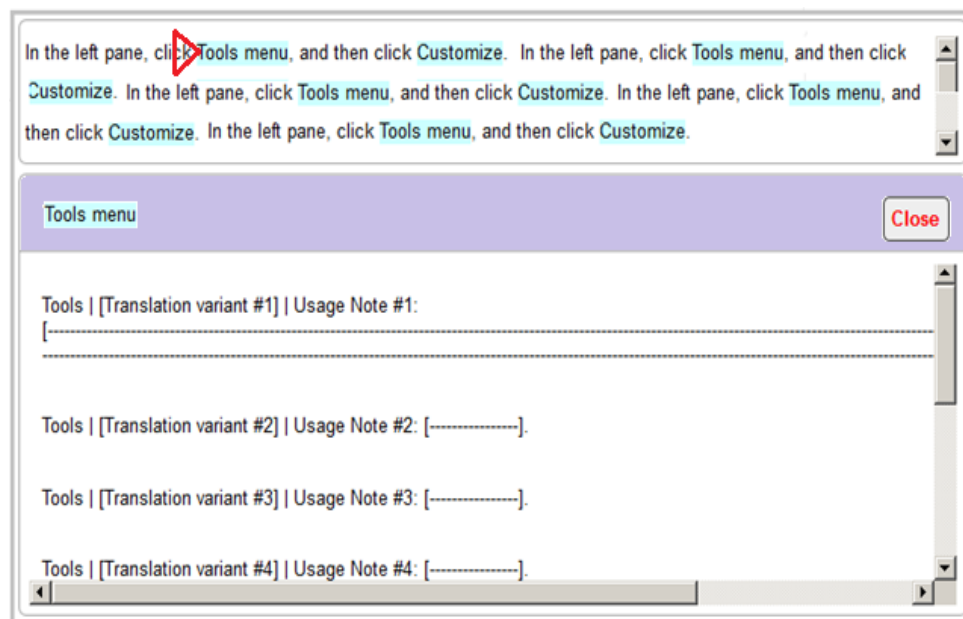 In the left pane, click Tools menu, and then click Customize. In the left pane, click Tools menu, and then click
Customize. In the left pane, click Tools menu, and then click Customize. In the left pane, click Tools menu, and
then click Customize. In the left pane, click Tools menu, and then click Customize.
Tools menu
Close
Tools | [Translation variant #1] | Usage Note #1:
[--------------------------------------------------------------------------------------------------------------------------------
--------------------------------------------------------------------------------------------------------------------------------
Tools | [Translation variant #2] | Usage Note #2: [----------------].
Tools | [Translation variant #3] | Usage Note #3: [----------------].
Tools | [Translation variant #4] | Usage Note #4: [----------------].